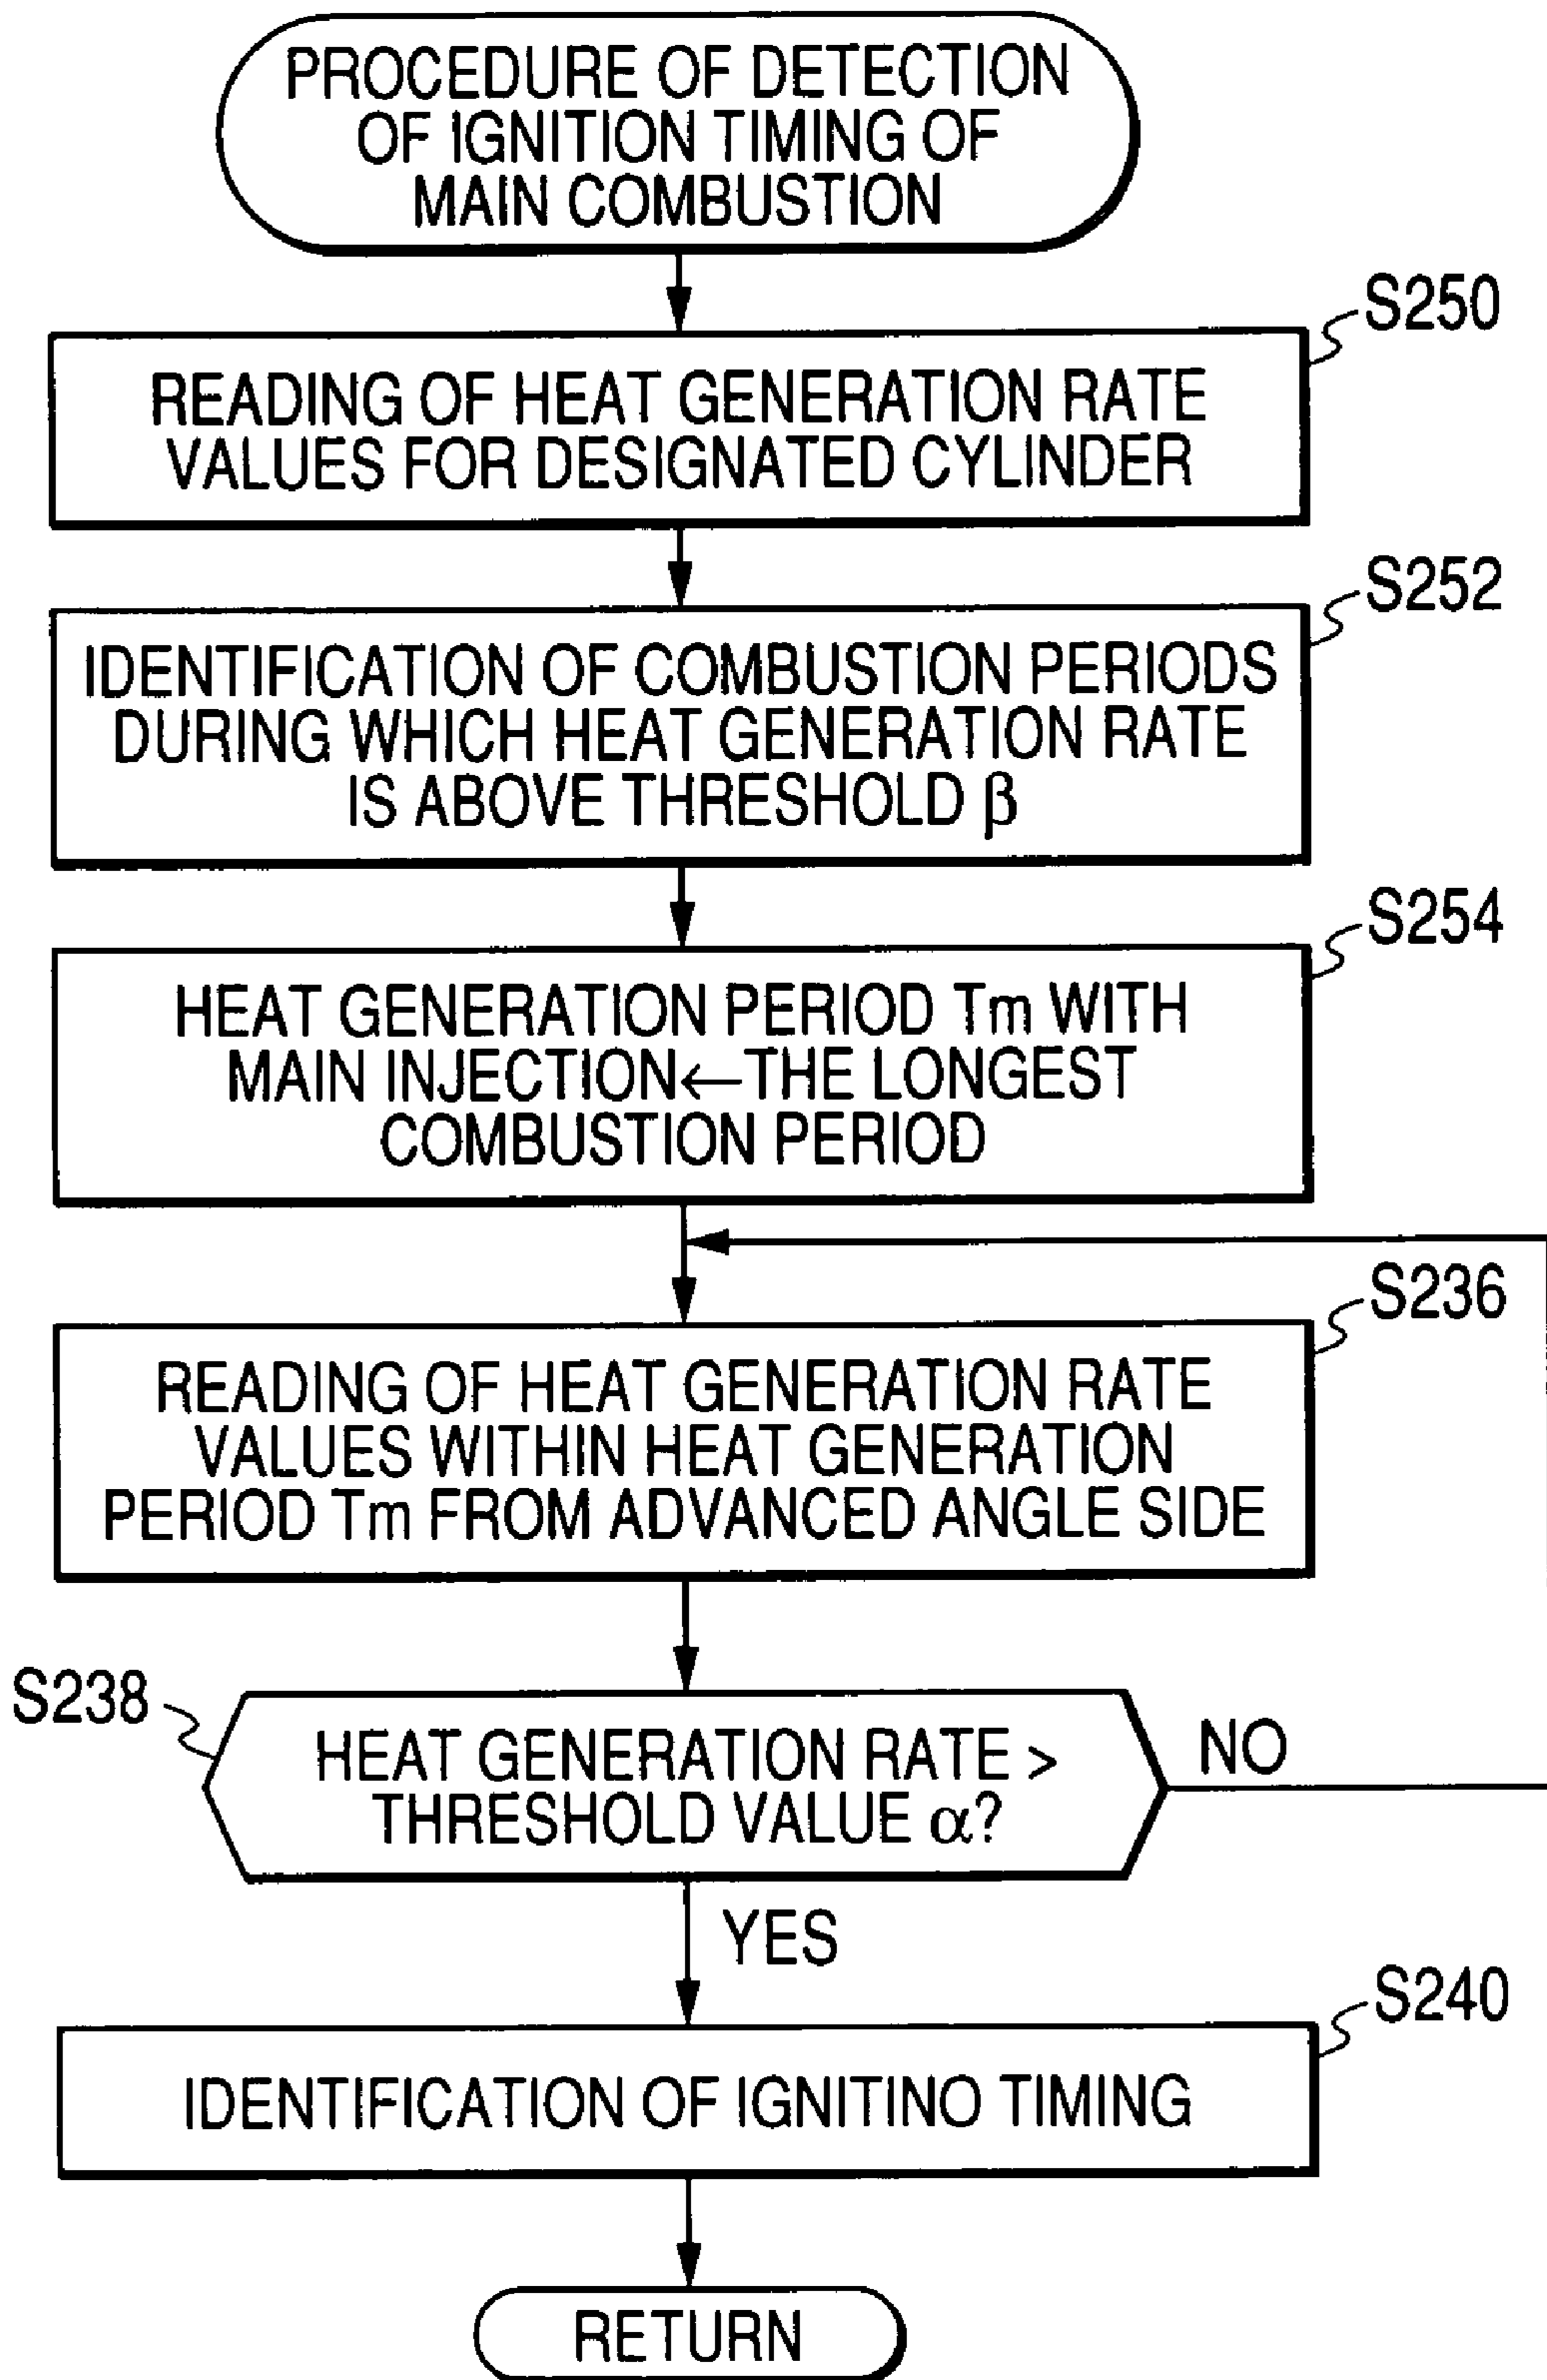 PROCEDURE OF DETECTION
OF IGNITION TIMING OF
MAIN COMBUSTION
S250
READING OF HEAT GENERATION RATE
VALUES FOR DESIGNATED CYLINDER
S252
IDENTIFICATION OF COMBUSTION PERIODS
DURING WHICH HEAT GENERATION RATE
IS ABOVE THRESHOLD β
S254
HEAT GENERATION PERIOD Tm WITH
MAIN INJECTION←THE LONGEST
COMBUSTION PERIOD
S236
READING OF HEAT GENERATION RATE
VALUES WITHIN HEAT GENERATION
PERIOD Tm FROM ADVANCED ANGLE SIDE
S238
HEAT GENERATION RATE >
THRESHOLD VALUE α?
NO
YES
S240
IDENTIFICATION OF IGNITINO TIMING
RETURN